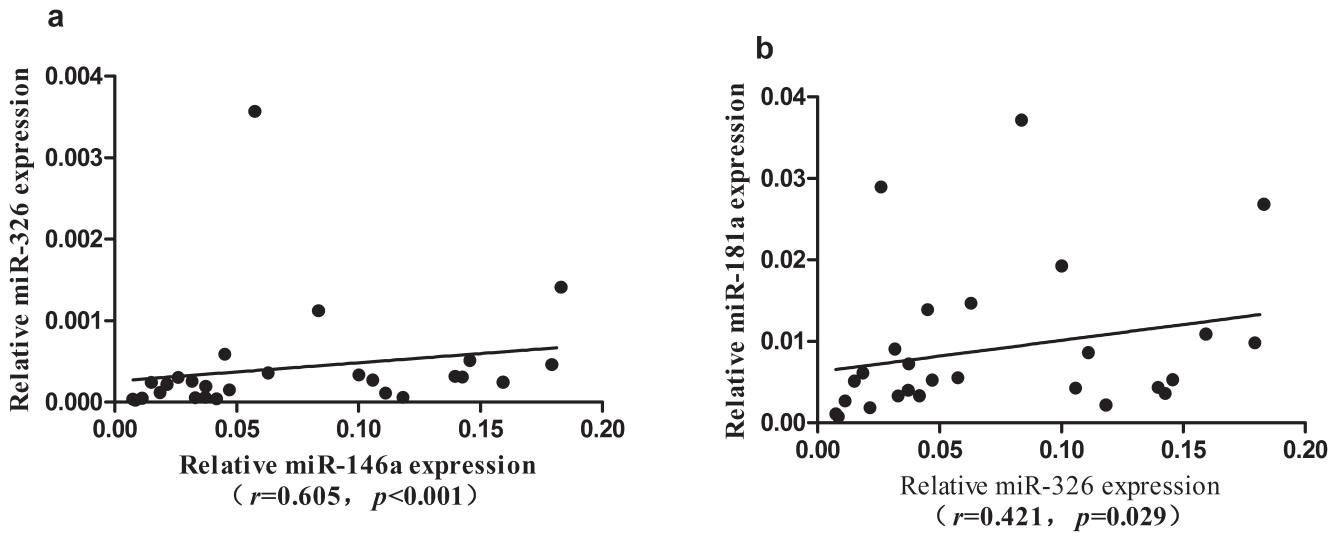 a
Relative miR-326 expression
0.004
0.003
0.002
0.001
0.000
0.00 0.05 0.10 0.15 0.20
Relative miR-146a expression
（r=0.605， p<0.001）
b
Relative miR-181a expression
0.04
0.03
0.02
0.01
0.00
0.00 0.05 0.10 0.15 0.20
Relative miR-326 expression
（r=0.421， p=0.029）